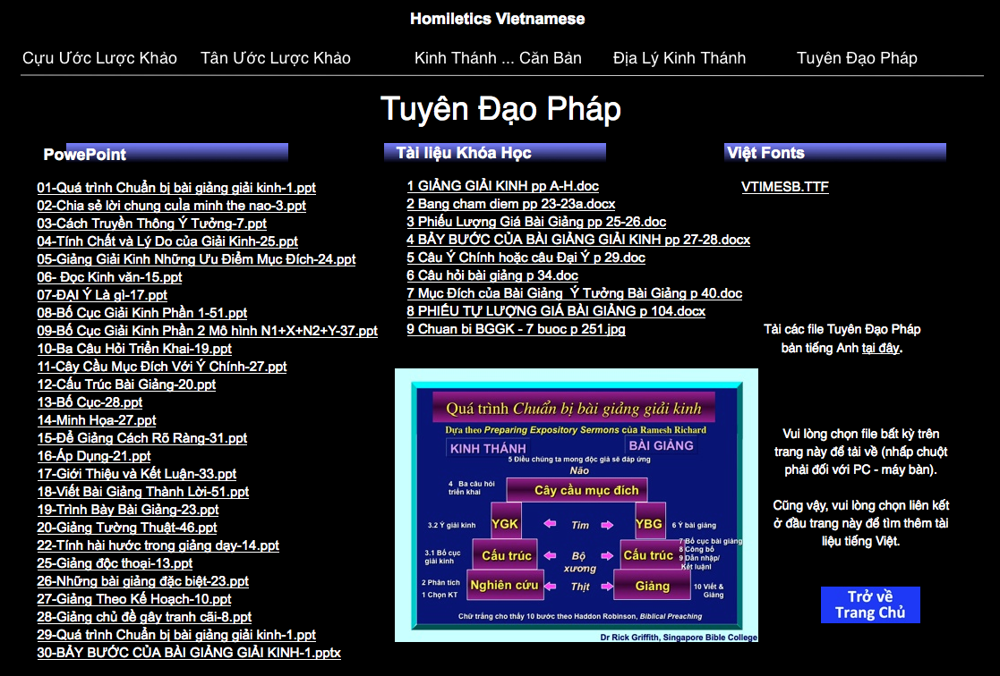 Homiletics Vietnamese
Cựu Ước Lược Khảo Tân Ước Lược Khảo Kinh Thánh ... Căn Bản Địa Lý Kinh Thánh Tuyên Đạo Pháp
Tuyên Đạo Pháp
PowePoint
01-Quá trình Chuẩn bị bài giảng giải kinh-1.ppt
02-Chia sẻ lời chung củla minh the nao-3.ppt
03-Cách Truyền Thông Ý Tưởng-7.ppt
04-Tính Chất và Lý Do của Giải Kinh-25.ppt
05-Giảng Giải Kinh Những Ưu Điểm Mục Đích-24.ppt
06- Đọc Kinh văn-15.ppt
07-ĐẠI Ý Là gì-17.ppt
08-Bố Cục Giải Kinh Phần 1-51.ppt
09-Bố Cục Giải Kinh Phần 2 Mô hình N1+X+N2+Y-37.ppt
10-Ba Câu Hỏi Triển Khai-19.ppt
11-Cây Cầu Mục Đích Với Ý Chính-27.ppt
12-Cấu Trúc Bài Giảng-20.ppt
13-Bố Cục-28.ppt
14-Minh Họa-27.ppt
15-Để Giảng Cách Rõ Ràng-31.ppt
16-Áp Dụng-21.ppt
17-Giới Thiệu và Kết Luận-33.ppt
18-Viết Bài Giảng Thành Lời-51.ppt
19-Trình Bày Bài Giảng-23.ppt
20-Giảng Tường Thuật-46.ppt
22-Tính hài hước trong giảng dạy-14.ppt
25-Giảng độc thoại-13.ppt
26-Những bài giảng đặc biệt-23.ppt
27-Giảng Theo Kế Hoạch-10.ppt
28-Giảng chủ đề gây tranh cãi-8.ppt
29-Quá trình Chuẩn bị bài giảng giải kinh-1.ppt
30-BẢY BƯỚC CỦA BÀI GIẢNG GIẢI KINH-1.pptx
Tài liệu Khóa Học
1 GIẢNG GIẢI KINH pp A-H.doc
2 Bang cham diem pp 23-23a.docx
3 Phiếu Lượng Giá Bài Giảng pp 25-26.doc
4 BẢY BƯỚC CỦA BÀI GIẢNG GIẢI KINH pp 27-28.docx
5 Câu Ý Chính hoặc câu Đại Ý p 29.doc
6 Câu hỏi bài giảng p 34.doc
7 Mục Đích của Bài Giảng Ý Tưởng Bài Giảng p 40.doc
8 PHIẾU TỰ LƯỢNG GIÁ BÀI GIẢNG p 104.docx
9 Chuan bi BGGK - 7 buoc p 251.jpg
Quá trình Chuẩn bị bài giảng giải kinh
Dựa theo Preparing Expository Sermons của Ramesh Richard
KINH THÁNH BÀI GIẢNG
5 Điều chúng ta mong độc giả sẽ đáp ứng
Não
4 Ba câu hỏi
triển khai
Cây cầu mục đích
3.2 Ý giải kinh YGK Tim YBG 6 Ý bài giảng
3.1 Bố cục
giải kinh
Cấu trúc Bộ
xương
Cấu trúc
7 Bố cục bài giảng
8 Công bố
9 Dẫn nhập/
Kết luận
2 Phân tích
1 Chọn KT
Nghiên cứu Thịt Giảng
10 Viết &
Giảng
Chữ trắng cho thấy 10 bước theo Haddon Robinson, Biblical Preaching
Dr Rick Griffith, Singapore Bible College
Việt Fonts
VTIMESB.TTF
Tải các file Tuyên Đạo Pháp
bản tiếng Anh tại đây.
Vui lòng chọn file bất kỳ trên
trang này để tải về (nhấp chuột
phải đối với PC - máy bàn).
Cũng vậy, vui lòng chọn liên kết
ở đầu trang này để tìm thêm tài
liệu tiếng Việt.
Trở về
Trang Chủ